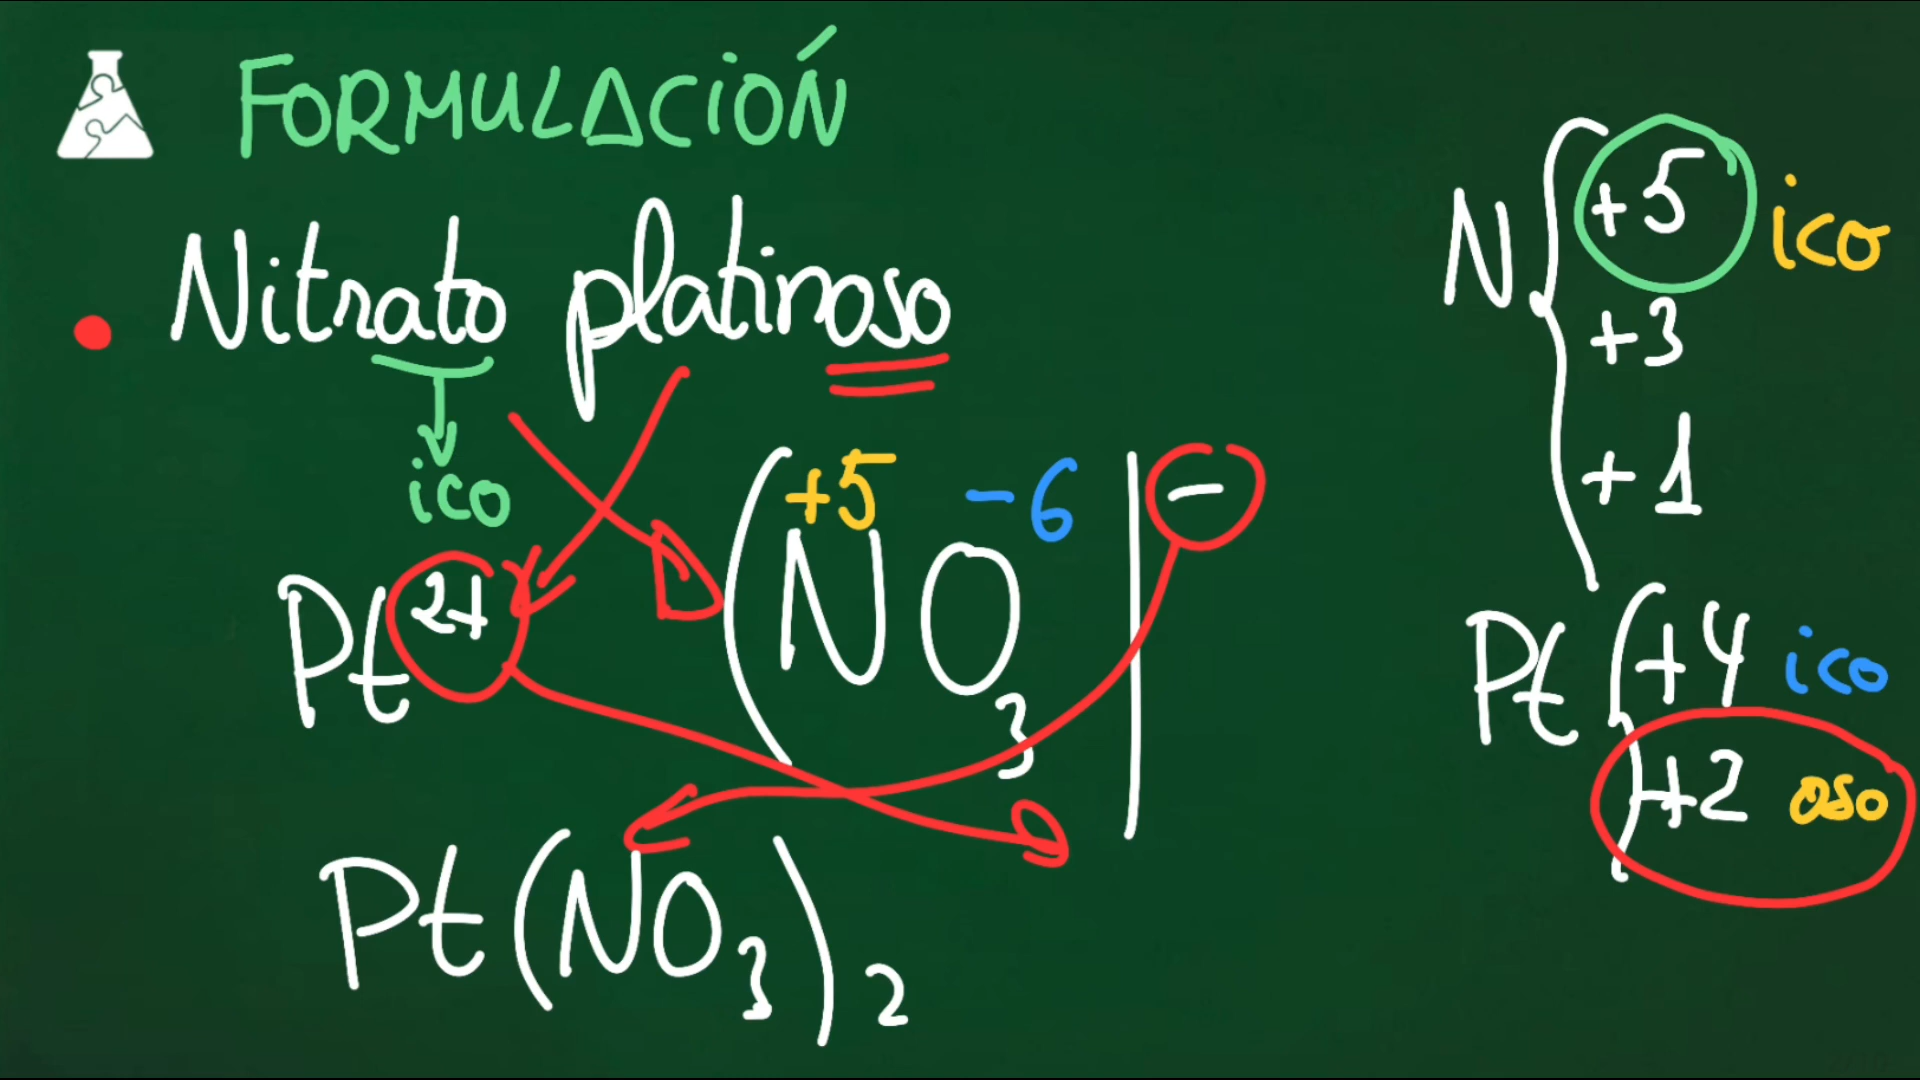 FORMULACIÓN
Nitrato platinoso
ico
Pt²⁺ (NO₃|⁻
+5 -6
Pt(NO₃)₂
N { +5 ico
+3
+1
Pt { +4 ico
+2 oso